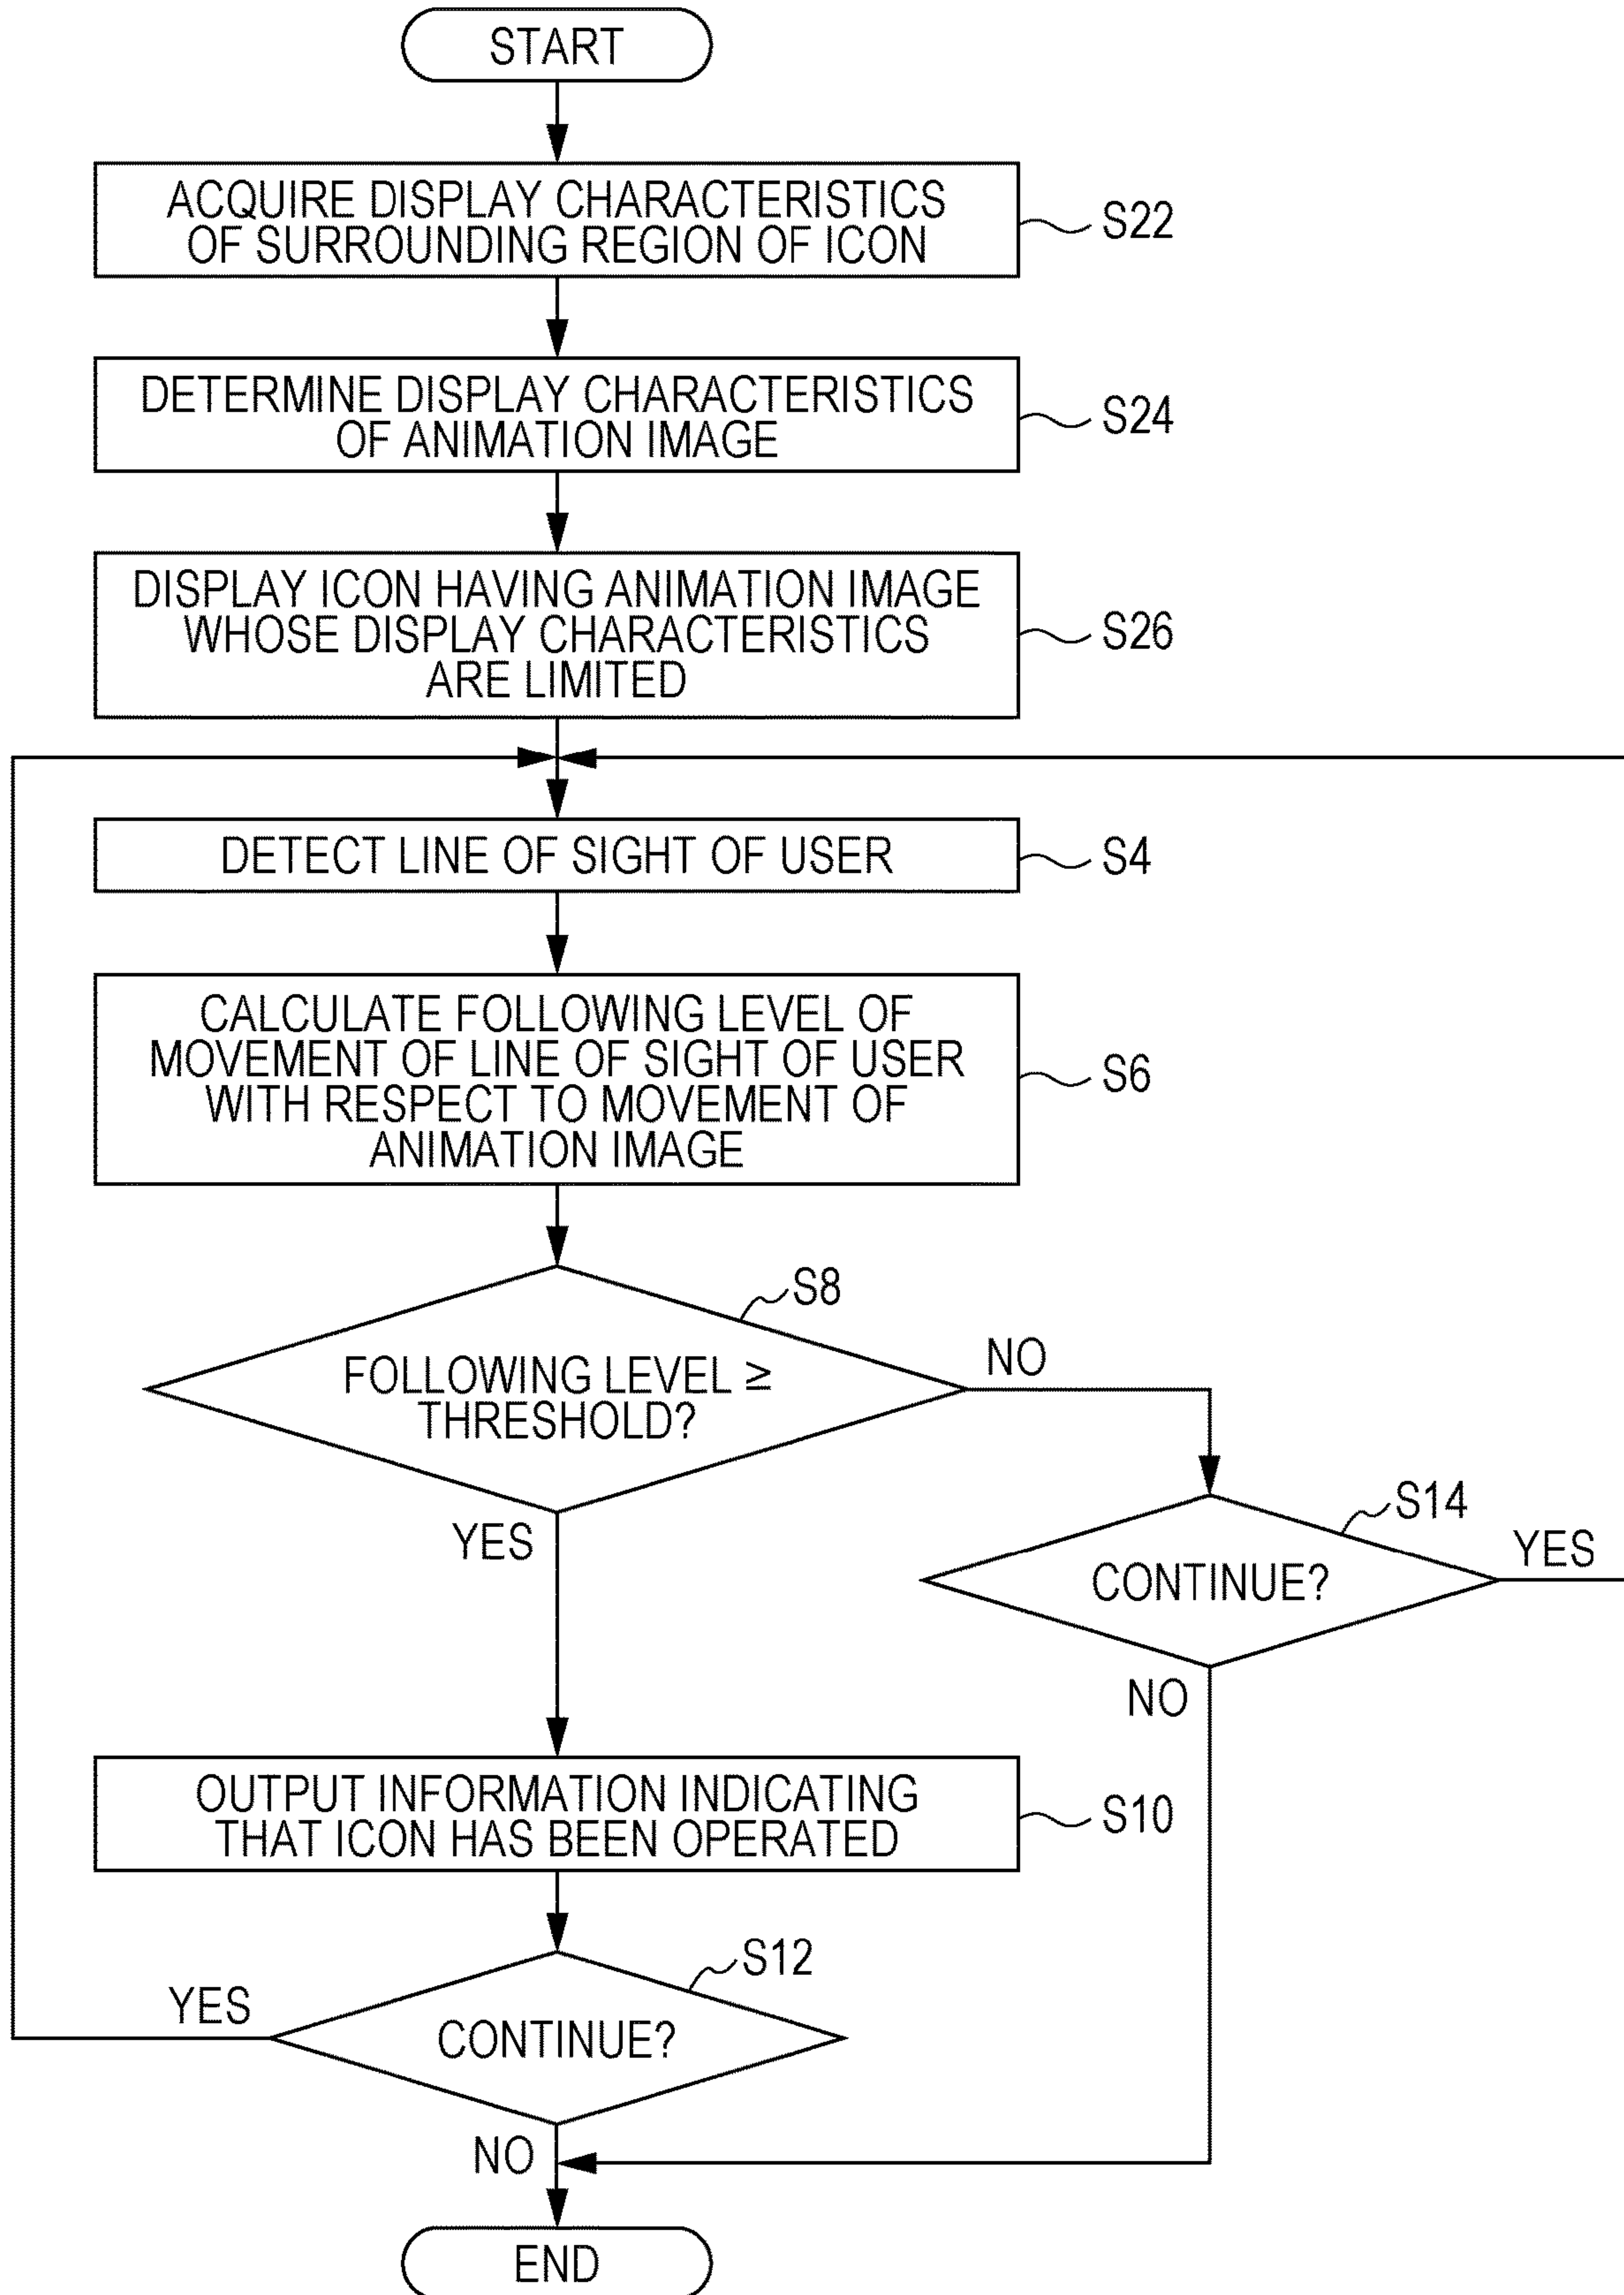 START
ACQUIRE DISPLAY CHARACTERISTICS
OF SURROUNDING REGION OF ICON
S22
DETERMINE DISPLAY CHARACTERISTICS
OF ANIMATION IMAGE
S24
DISPLAY ICON HAVING ANIMATION IMAGE
WHOSE DISPLAY CHARACTERISTICS
ARE LIMITED
S26
DETECT LINE OF SIGHT OF USER
S4
CALCULATE FOLLOWING LEVEL OF
MOVEMENT OF LINE OF SIGHT OF USER
WITH RESPECT TO MOVEMENT OF
ANIMATION IMAGE
S6
S8
FOLLOWING LEVEL ≥
THRESHOLD?
NO
YES
S14
CONTINUE?
YES
NO
OUTPUT INFORMATION INDICATING
THAT ICON HAS BEEN OPERATED
S10
S12
CONTINUE?
YES
NO
END